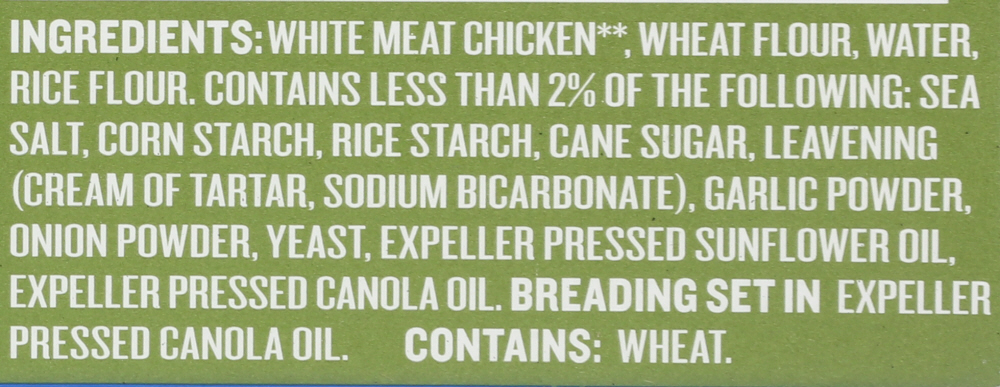 INGREDIENTS: WHITE MEAT CHICKEN**, WHEAT FLOUR, WATER,
RICE FLOUR. CONTAINS LESS THAN 2% OF THE FOLLOWING: SEA
SALT, CORN STARCH, RICE STARCH, CANE SUGAR, LEAVENING
(CREAM OF TARTAR, SODIUM BICARBONATE), GARLIC POWDER,
ONION POWDER, YEAST, EXPELLER PRESSED SUNFLOWER OIL,
EXPELLER PRESSED CANOLA OIL. BREADING SET IN EXPELLER
PRESSED CANOLA OIL. CONTAINS: WHEAT.